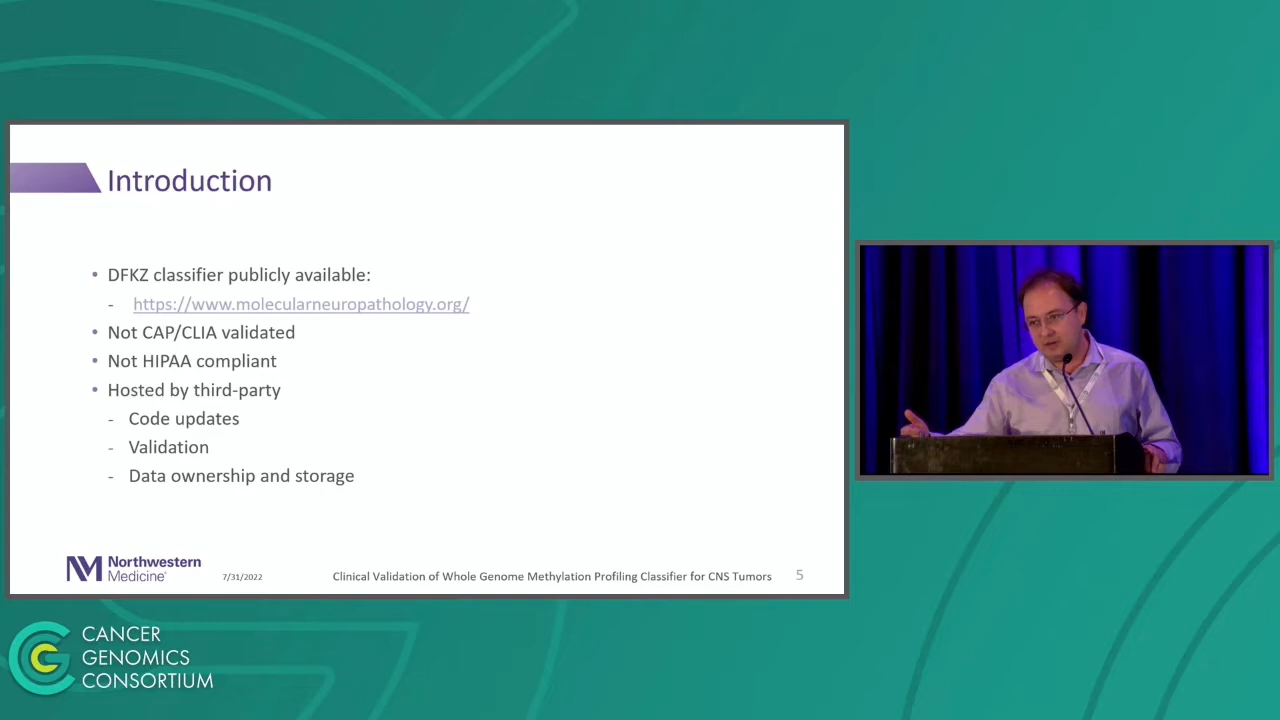 Introduction
• DFKZ classifier publicly available:
- https://www.molecularneuropathology.org/
• Not CAP/CLIA validated
• Not HIPAA compliant
• Hosted by third-party
- Code updates
- Validation
- Data ownership and storage
Northwestern
Medicine®
7/31/2022
Clinical Validation of Whole Genome Methylation Profiling Classifier for CNS Tumors
5
CANCER
GENOMICS
CONSORTIUM